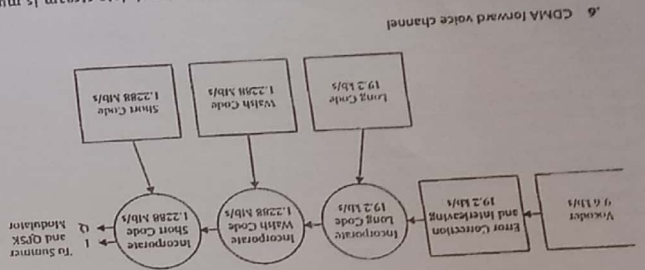 Vocoder
9.6 kb/s
Error Correction
and Interleaving
19.2 kb/s
Incorporate
Long Code
19.2 kb/s
Incorporate
Walsh Code
1.2288 Mb/s
Incorporate
Short Code
1.2288 Mb/s
I
Q
To Summer
and QPSK
Modulator
Long Code
19.2 kb/s
Walsh Code
1.2288 Mb/s
Short Code
1.2288 Mb/s
.6 CDMA forward voice channel
stream is